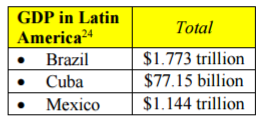 GDP in Latin
America24
Total
• Brazil
$1.773 trillion
• Cuba
$77.15 billion
• Mexico
$1.144 trillion